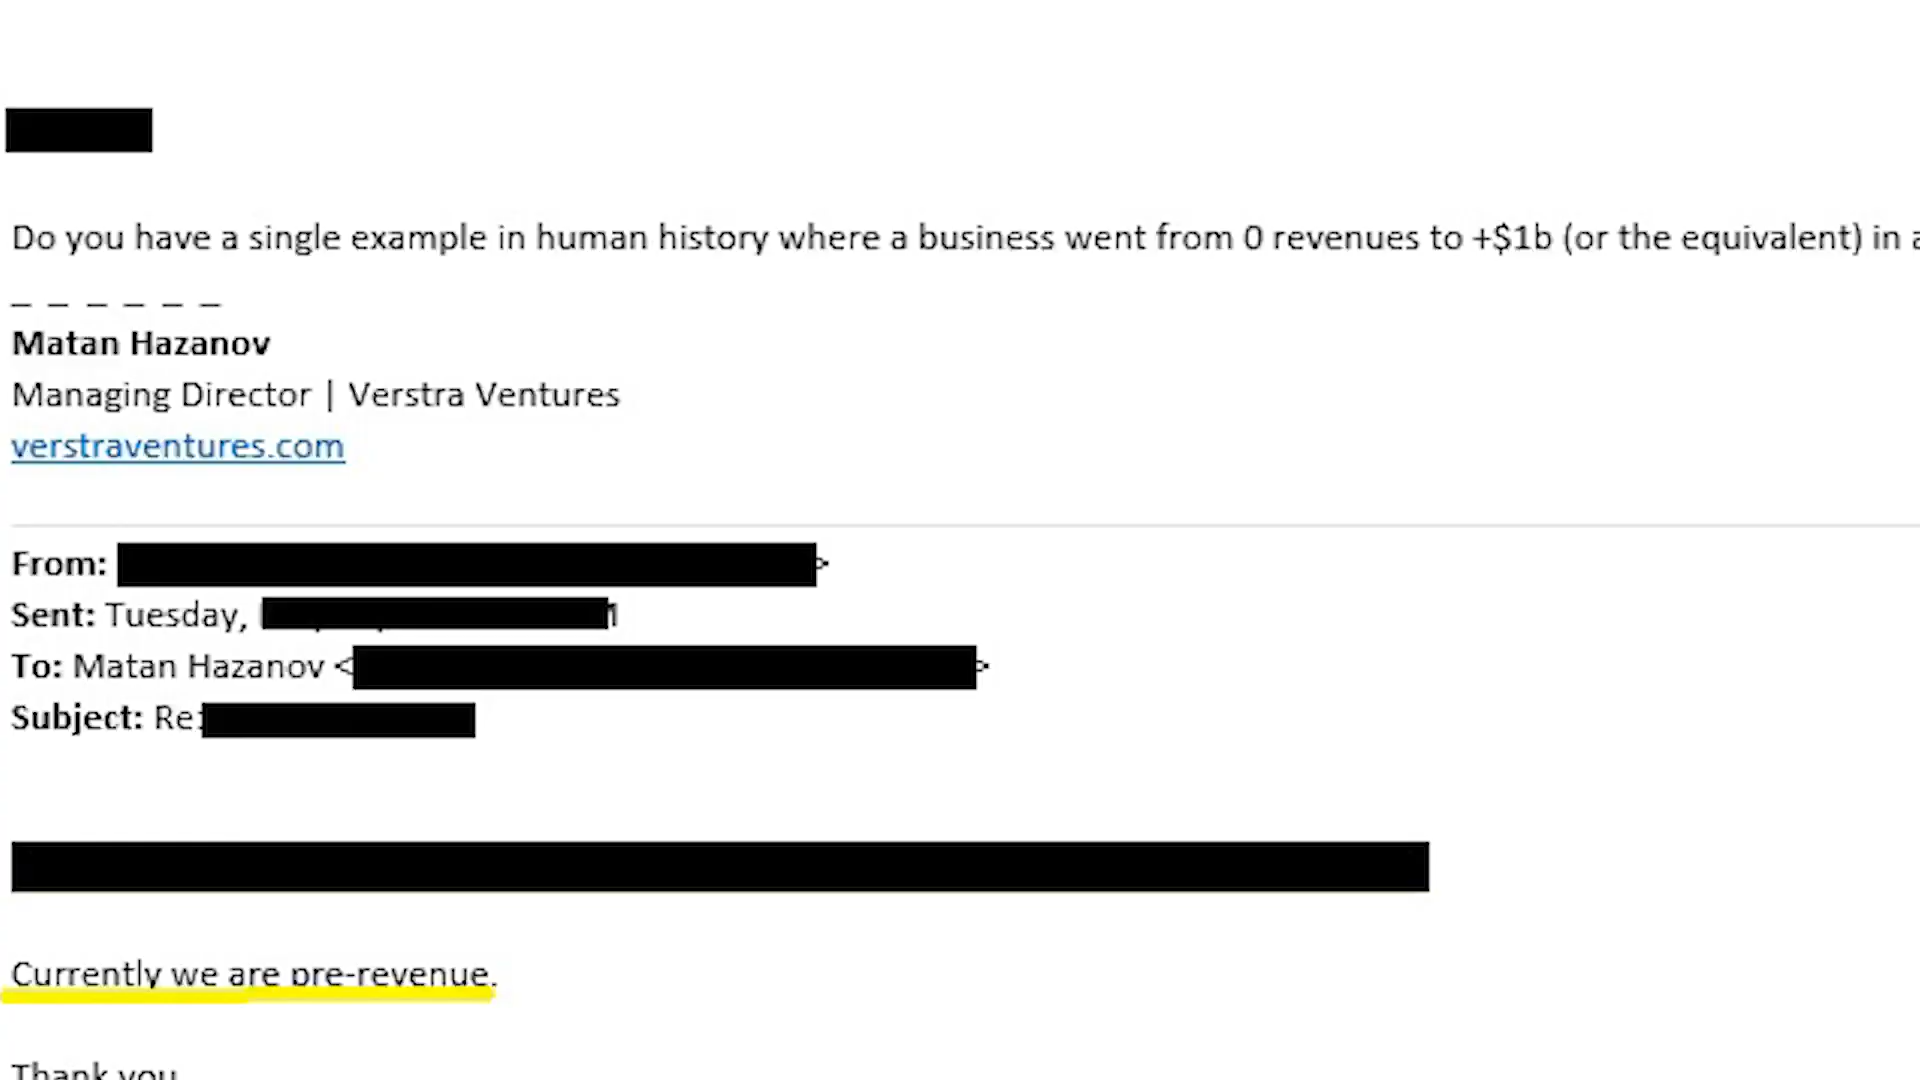 Do you have a single example in human history where a business went from 0 revenues to +$1b (or the equivalent) in
_ _ _ _ _ _
Matan Hazanov
Managing Director | Verstra Ventures
verstraventures.com
From: >
Sent: Tuesday,
To: Matan Hazanov < >
Subject: Re:
Currently we are pre-revenue.
Thank you